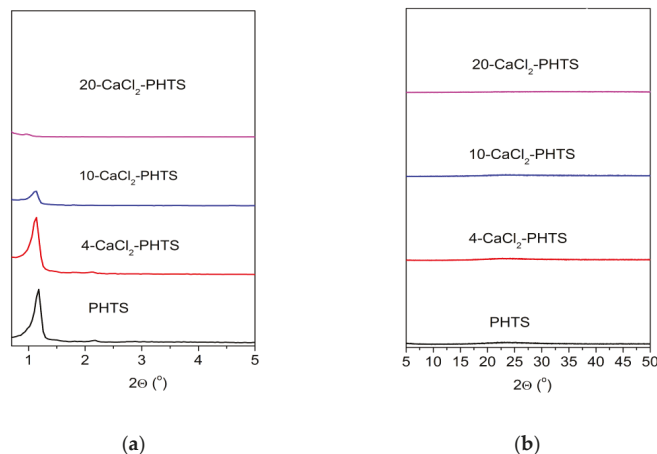 20-CaCl₂-PHTS
10-CaCl₂-PHTS
4-CaCl₂-PHTS
PHTS
1 2 3 4 5
2Θ (°)
(a)
20-CaCl₂-PHTS
10-CaCl₂-PHTS
4-CaCl₂-PHTS
PHTS
5 10 15 20 25 30 35 40 45 50
2Θ (°)
(b)